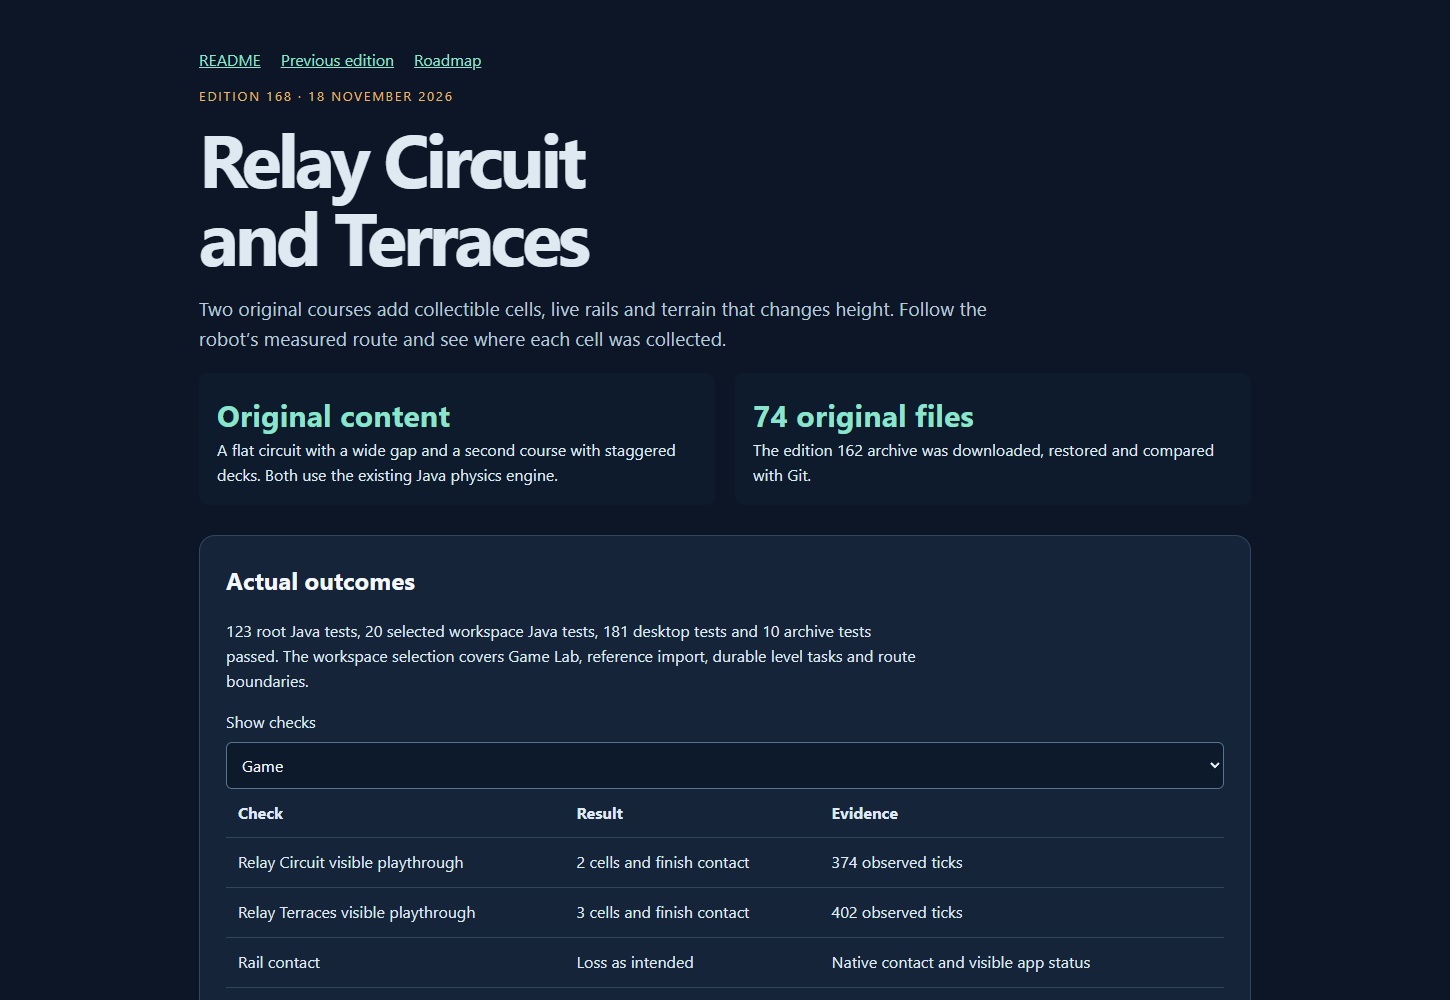 README Previous edition Roadmap
EDITION 168 · 18 NOVEMBER 2026
Relay Circuit
and Terraces
Two original courses add collectible cells, live rails and terrain that changes height. Follow the
robot’s measured route and see where each cell was collected.
Original content
A flat circuit with a wide gap and a second course with staggered
decks. Both use the existing Java physics engine.
74 original files
The edition 162 archive was downloaded, restored and compared
with Git.
Actual outcomes
123 root Java tests, 20 selected workspace Java tests, 181 desktop tests and 10 archive tests
passed. The workspace selection covers Game Lab, reference import, durable level tasks and route
boundaries.
Show checks
Game
Check Result Evidence
Relay Circuit visible playthrough 2 cells and finish contact 374 observed ticks
Relay Terraces visible playthrough 3 cells and finish contact 402 observed ticks
Rail contact Loss as intended Native contact and visible app status